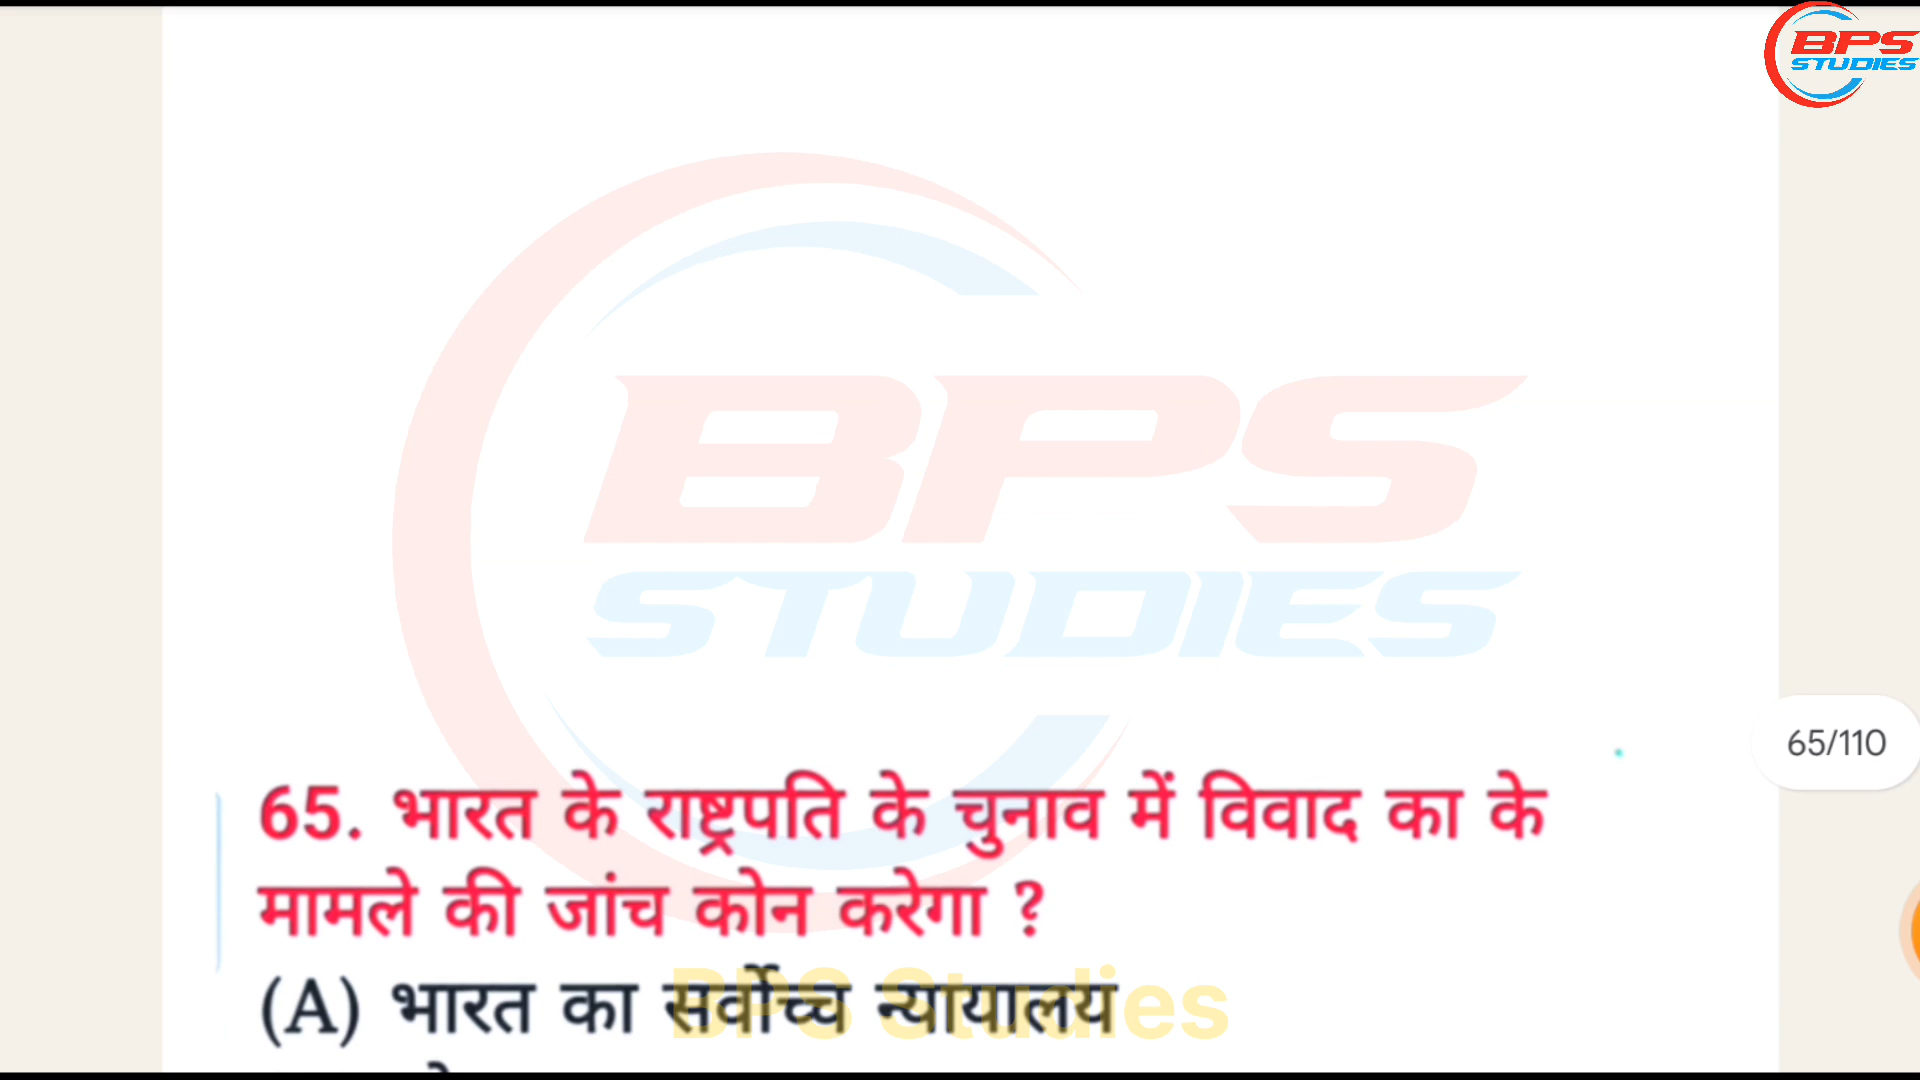 BPS
STUDIES
BPS
STUDIES
65/110
65. भारत के राष्ट्रपति के चुनाव में विवाद का के
मामले की जांच कोन करेगा ?
(A) भारत का सर्वोच्च न्यायालय
BPS Studies